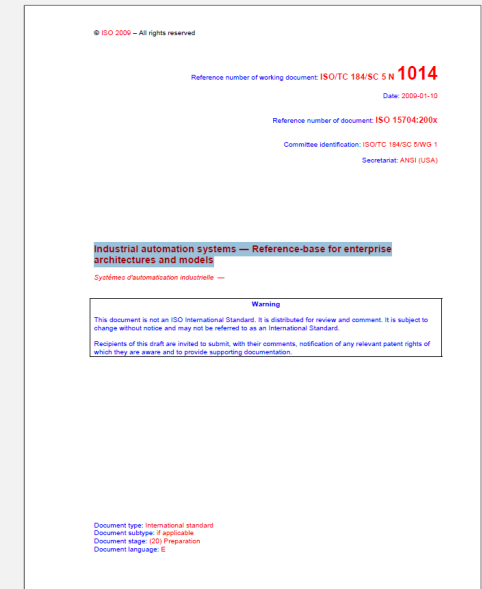 © ISO 2009 – All rights reserved
Reference number of working document: ISO/TC 184/SC 5 N 1014
Date: 2009-01-10
Reference number of document: ISO 15704:200x
Committee identification: ISO/TC 184/SC 5/WG 1
Secretariat: ANSI (USA)
Industrial automation systems — Reference-base for enterprise
architectures and models
Systèmes d'automatisation industrielle —
Warning
This document is not an ISO International Standard. It is distributed for review and comment. It is subject to
change without notice and may not be referred to as an International Standard.
Recipients of this draft are invited to submit, with their comments, notification of any relevant patent rights of
which they are aware and to provide supporting documentation.
Document type: International standard
Document subtype: if applicable
Document stage: (20) Preparation
Document language: E